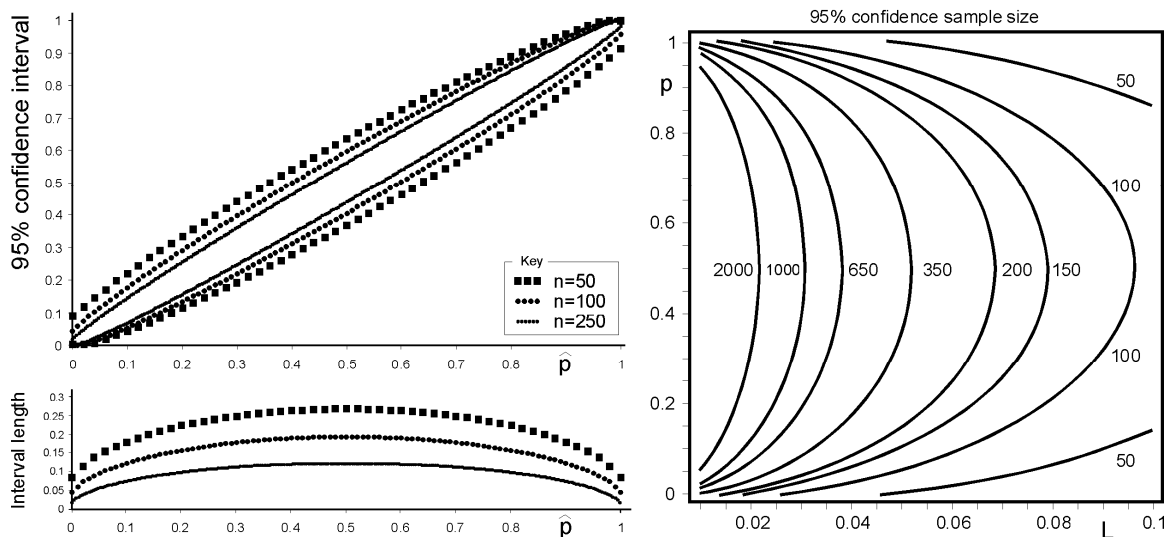 95% confidence interval
1
0.9
0.8
0.7
0.6
0.5
0.4
0.3
0.2
0.1
0
0 0.1 0.2 0.3 0.4 0.5 0.6 0.7 0.8 p̂ 1
Key
n=50
n=100
n=250
Interval length
0.3
0.25
0.2
0.15
0.1
0.05
0
0 0.1 0.2 0.3 0.4 0.5 0.6 0.7 0.8 p̂ 1
95% confidence sample size
1
p
0.8
0.6
0.4
0.2
0
50
100
2000 1000 650 350 200 150
100
50
0.02 0.04 0.06 0.08 L 0.1